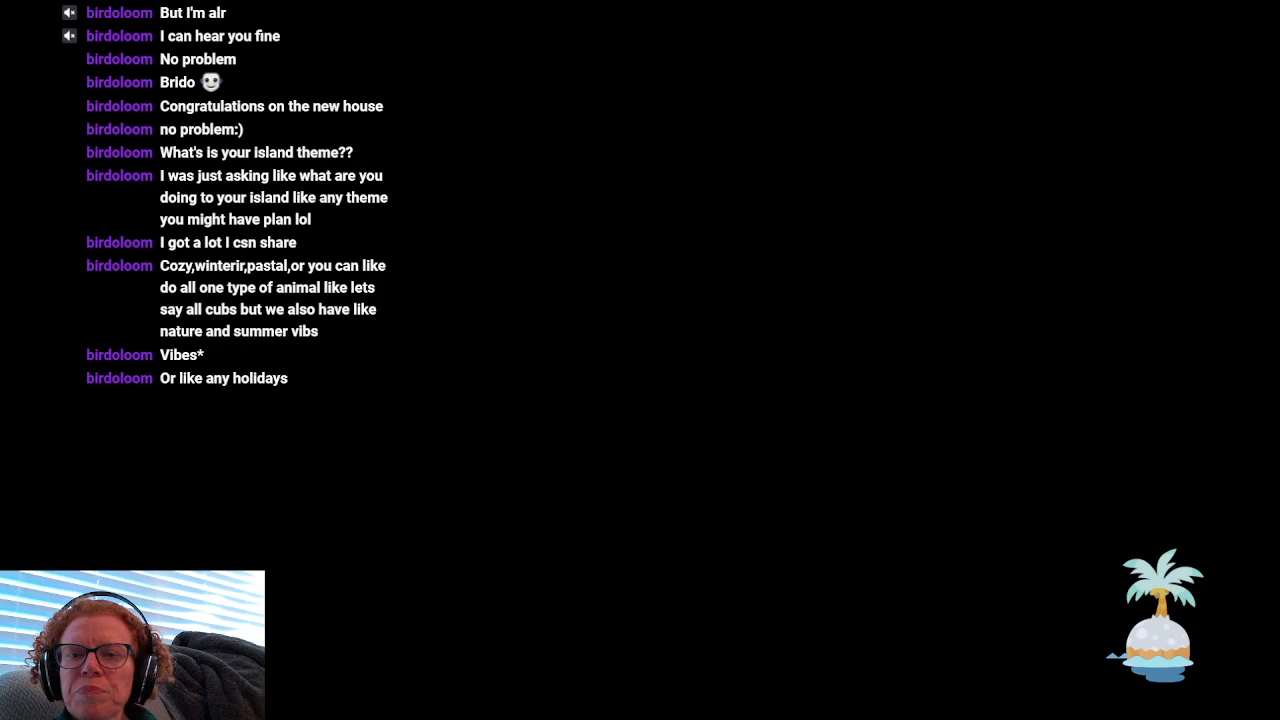 birdoloom But I'm alr
birdoloom I can hear you fine
birdoloom No problem
birdoloom Brido
birdoloom Congratulations on the new house
birdoloom no problem:)
birdoloom What's is your island theme??
birdoloom I was just asking like what are you
doing to your island like any theme
you might have plan lol
birdoloom I got a lot I csn share
birdoloom Cozy,winterir,pastal,or you can like
do all one type of animal like lets
say all cubs but we also have like
nature and summer vibs
birdoloom Vibes*
birdoloom Or like any holidays